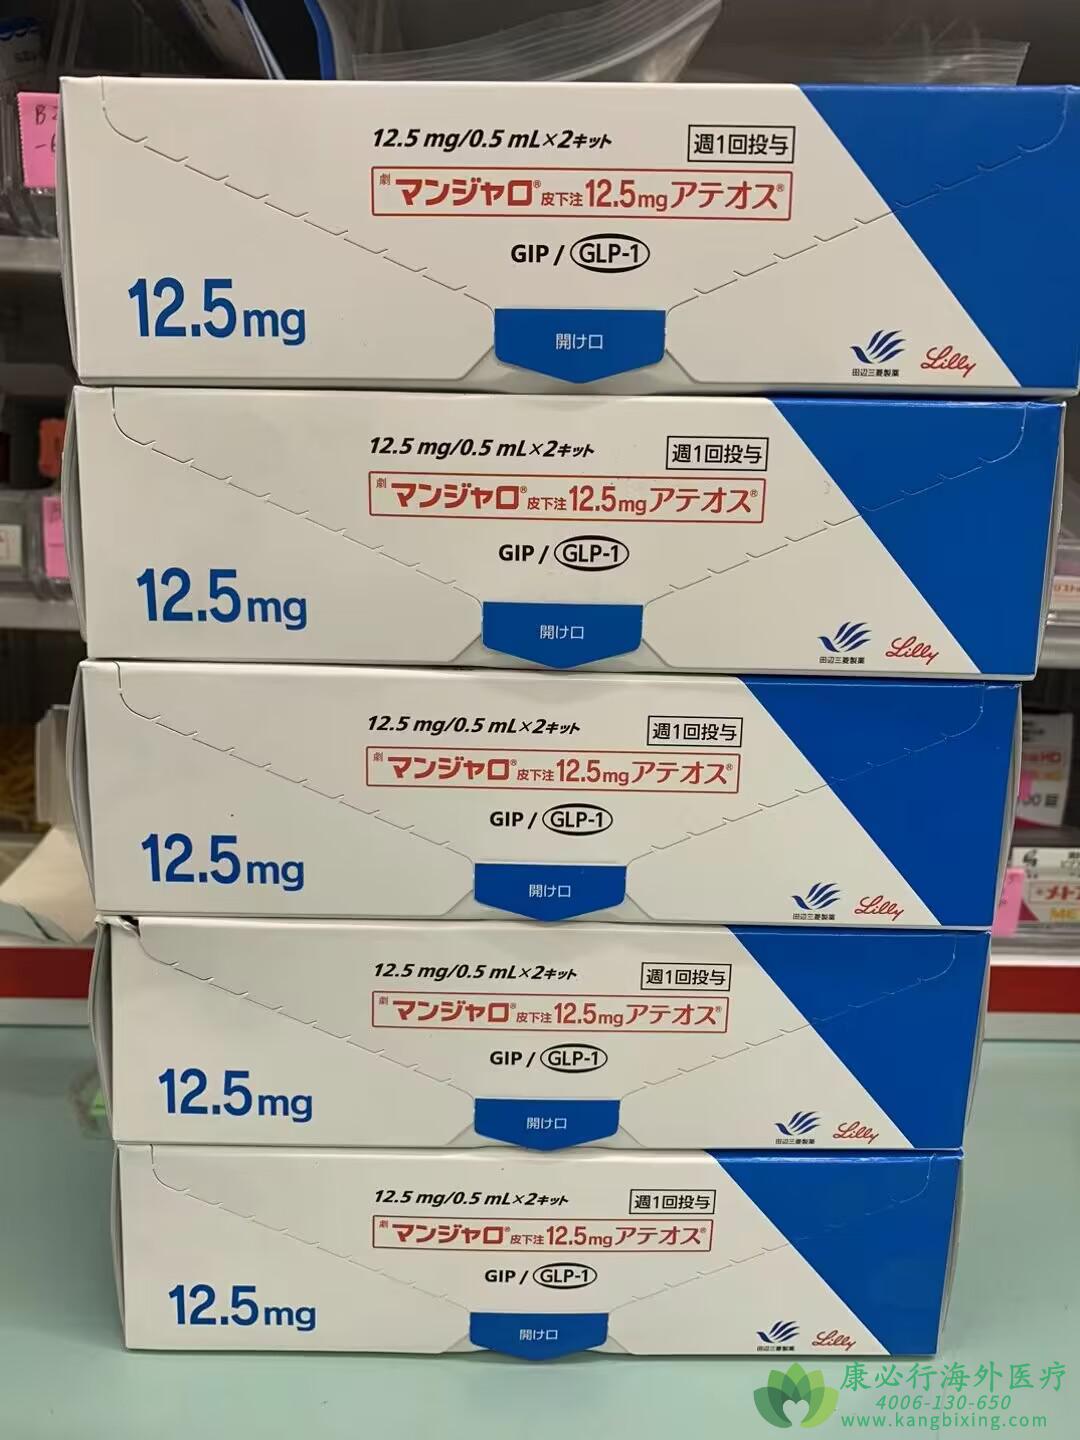 B2
12.5 mg/0.5 mL×2キット
週1回投与
劇 マンジャロ® 皮下注 12.5mg アテオス®
GIP / GLP-1
12.5mg
開け口
田辺三菱製薬
Lilly
12.5 mg/0.5 mL×2キット
週1回投与
劇 マンジャロ® 皮下注 12.5mg アテオス®
GIP / GLP-1
12.5mg
開け口
田辺三菱製薬
Lilly
12.5 mg/0.5 mL×2キット
週1回投与
劇 マンジャロ® 皮下注 12.5mg アテオス®
GIP / GLP-1
12.5mg
開け口
田辺三菱製薬
Lilly
12.5 mg/0.5 mL×2キット
週1回投与
劇 マンジャロ® 皮下注 12.5mg アテオス®
GIP / GLP-1
12.5mg
開け口
田辺三菱製薬
Lilly
12.5 mg/0.5 mL×2キット
週1回投与
劇 マンジャロ® 皮下注 12.5mg アテオス®
GIP / GLP-1
12.5mg
開け口
田辺三菱製薬
Lilly
康必行海外医疗
4006-130-650
www.kangbixing.com